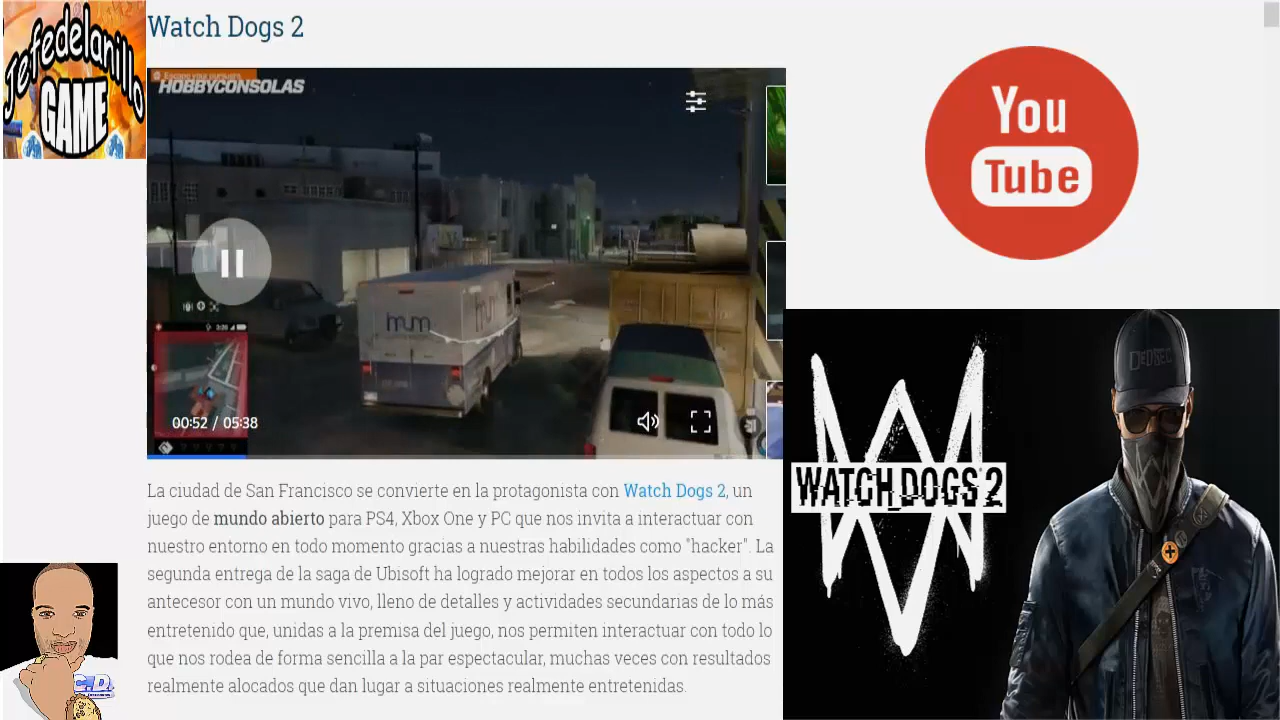 Watch Dogs 2
Jefedelanillo
GAME
Escape your pursuers
HOBBYCONSOLAS
You
Tube
mum
3:26
00:52 / 05:38
DEDSEC
WATCH_DOGS 2
La ciudad de San Francisco se convierte en la protagonista con Watch Dogs 2, un
juego de mundo abierto para PS4, Xbox One y PC que nos invita a interactuar con
nuestro entorno en todo momento gracias a nuestras habilidades como "hacker". La
segunda entrega de la saga de Ubisoft ha logrado mejorar en todos los aspectos a su
antecesor con un mundo vivo, lleno de detalles y actividades secundarias de lo más
entretenido que, unidas a la premisa del juego, nos permiten interactuar con todo lo
que nos rodea de forma sencilla a la par espectacular, muchas veces con resultados
realmente alocados que dan lugar a situaciones realmente entretenidas.
C.D.